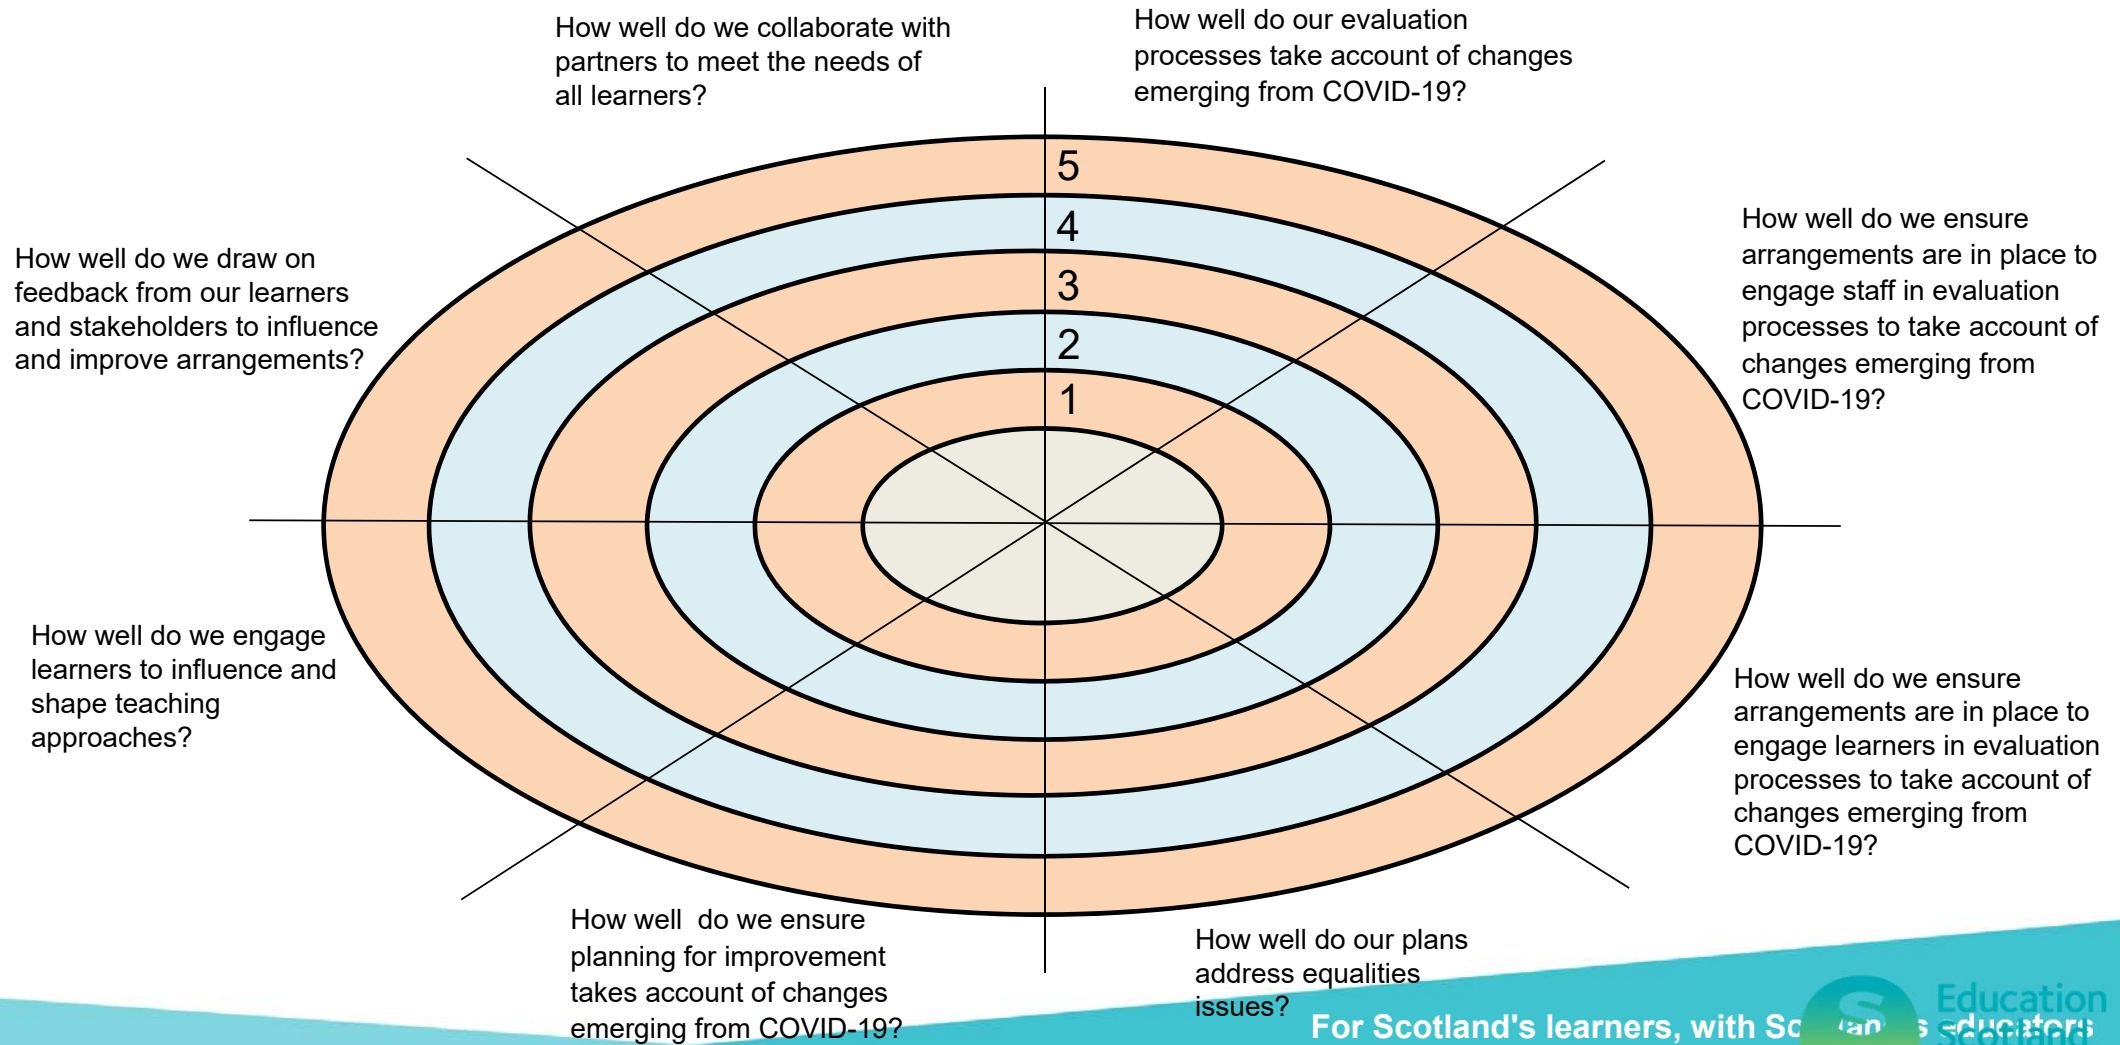 How well do we collaborate with
partners to meet the needs of
all learners?
How well do our evaluation
processes take account of changes
emerging from COVID-19?
5
4
3
2
1
How well do we draw on
feedback from our learners
and stakeholders to influence
and improve arrangements?
How well do we ensure
arrangements are in place to
engage staff in evaluation
processes to take account of
changes emerging from
COVID-19?
How well do we engage
learners to influence and
shape teaching
approaches?
How well do we ensure
arrangements are in place to
engage learners in evaluation
processes to take account of
changes emerging from
COVID-19?
How well  do we ensure
planning for improvement
takes account of changes
emerging from COVID-19?
How well do our plans
address equalities
issues?
For Scotland's learners, with Scotland's educators
Education
Scotland